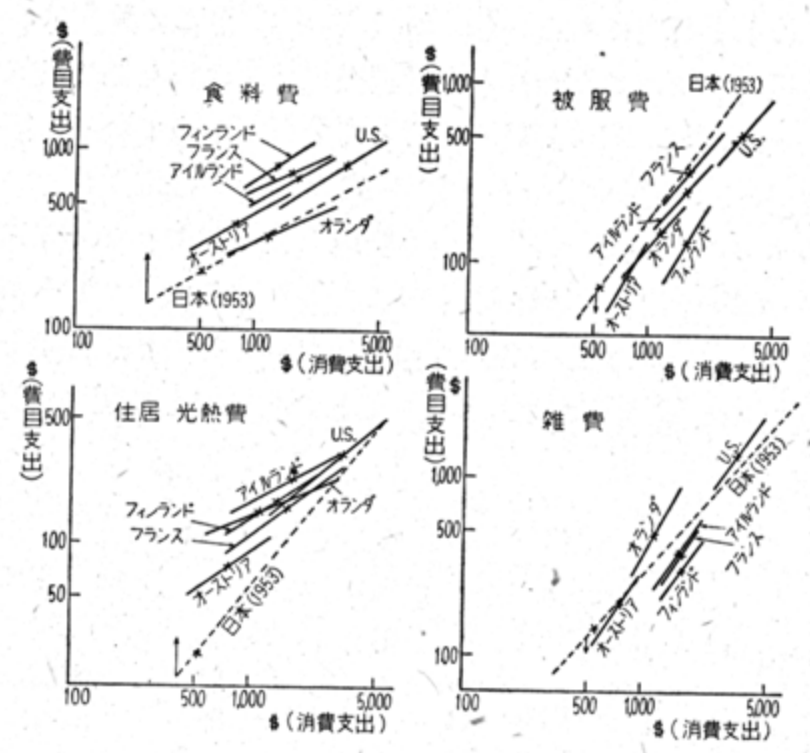 $(費目支出)
食料費
フィンランド
フランス
アイルランド
U.S.
オーストリア
オランダ
日本(1953)
1,000
500
100
100
500
1,000
5,000
$(消費支出)
$(費目支出)
被服費
日本(1953)
U.S.
フランス
アイルランド
オランダ
フィンランド
オーストリア
1,000
500
100
100
500
1,000
5,000
$(消費支出)
$(費目支出)
住居光熱費
U.S.
アイルランド
フィンランド
フランス
オランダ
オーストリア
日本(1953)
500
100
50
100
500
1,000
5,000
$(消費支出)
$(費目支出)
雑費
U.S.
日本(1953)
オランダ
アイルランド
フランス
フィンランド
オーストリア
1,000
500
100
100
500
1,000
5,000
$(消費支出)